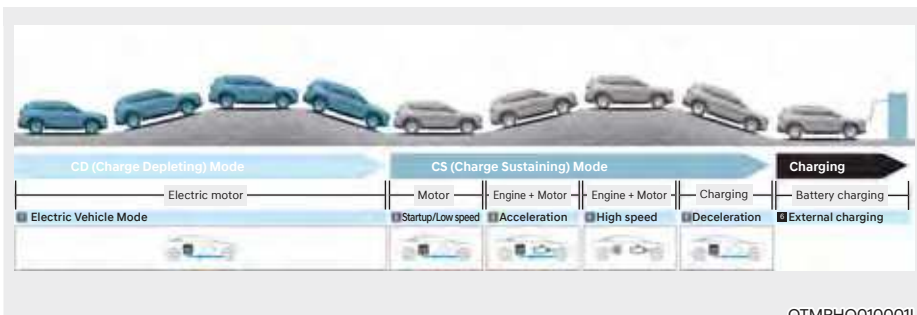 CD (Charge Depleting) Mode
CS (Charge Sustaining) Mode
Charging
Electric motor
Motor
Engine + Motor
Engine + Motor
Charging
Battery charging
Electric Vehicle Mode
Startup/Low speed
Acceleration
High speed
Deceleration
6 External charging